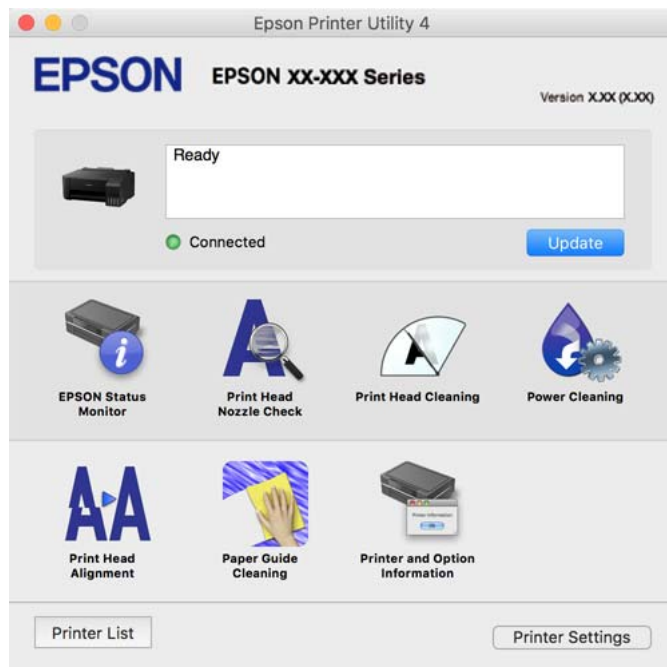 Epson Printer Utility 4
EPSON
EPSON XX-XXX Series
Version X.XX (X.XX)
Ready
Connected
Update
EPSON Status
Monitor
Print Head
Nozzle Check
Print Head Cleaning
Power Cleaning
Print Head
Alignment
Paper Guide
Cleaning
Printer and Option
Information
Printer List
Printer Settings